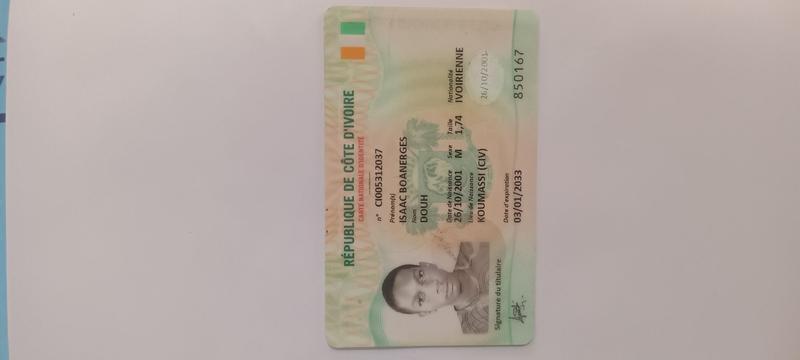 RÉPUBLIQUE DE CÔTE D'IVOIRE
CARTE NATIONALE D'IDENTITÉ
n° CI005312037
Prénom(s)
ISAAC BOANERGES
Nom
DOUH
Date de Naissance Sexe Taille Nationalité
26/10/2001 M 1,74 IVOIRIENNE
Lieu de Naissance
KOUMASSI (CIV)
26/10/2001
Date d'expiration
03/01/2033
850167
Signature du titulaire